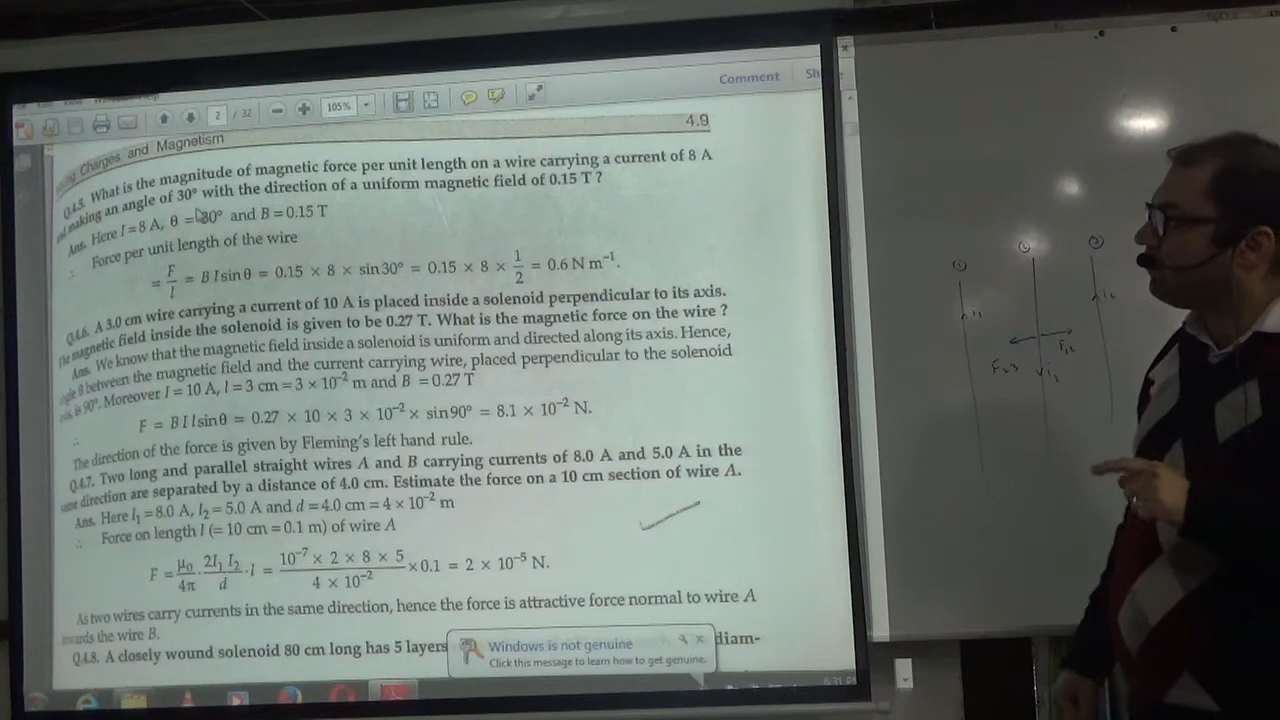 Comment
2 / 32
105%
Charges and Magnetism
4.9
Q.4.5. What is the magnitude of magnetic force per unit length on a wire carrying a current of 8 A
and making an angle of 30° with the direction of a uniform magnetic field of 0.15 T ?
Ans. Here I = 8 A, θ = 30° and B = 0.15 T
∴ Force per unit length of the wire
= F/l = B I sin θ = 0.15 × 8 × sin 30° = 0.15 × 8 × 1/2 = 0.6 N m⁻¹.
Q.4.6. A 3.0 cm wire carrying a current of 10 A is placed inside a solenoid perpendicular to its axis.
The magnetic field inside the solenoid is given to be 0.27 T. What is the magnetic force on the wire ?
Ans. We know that the magnetic field inside a solenoid is uniform and directed along its axis. Hence,
angle θ between the magnetic field and the current carrying wire, placed perpendicular to the solenoid
axis, is 90°. Moreover I = 10 A, l = 3 cm = 3 × 10⁻² m and B = 0.27 T
∴ F = B I l sin θ = 0.27 × 10 × 3 × 10⁻² × sin 90° = 8.1 × 10⁻² N.
The direction of the force is given by Fleming's left hand rule.
Q.4.7. Two long and parallel straight wires A and B carrying currents of 8.0 A and 5.0 A in the
same direction are separated by a distance of 4.0 cm. Estimate the force on a 10 cm section of wire A.
Ans. Here I₁ = 8.0 A, I₂ = 5.0 A and d = 4.0 cm = 4 × 10⁻² m
∴ Force on length l (= 10 cm = 0.1 m) of wire A
F = μ₀/4π · 2I₁ I₂/d · l = 10⁻⁷ × 2 × 8 × 5/4 × 10⁻² × 0.1 = 2 × 10⁻⁵ N.
As two wires carry currents in the same direction, hence the force is attractive force normal to wire A
towards the wire B.
Q.4.8. A closely wound solenoid 80 cm long has 5 layers
diam-
Windows is not genuine
Click this message to learn how to get genuine.
i₁
i₂
F₁₂
i₃